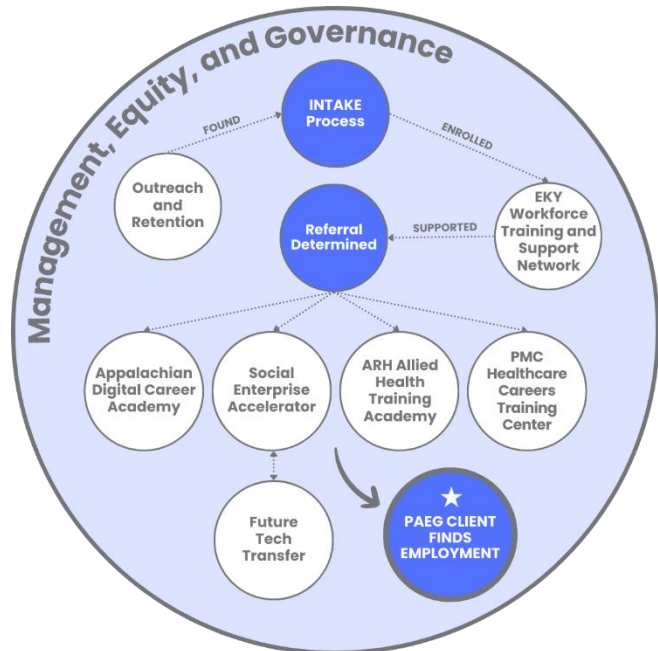 Management, Equity, and Governance
INTAKE
Process
FOUND
ENROLLED
Outreach
and
Retention
Referral
Determined
SUPPORTED
EKY
Workforce
Training and
Support
Network
Appalachian
Digital Career
Academy
Social
Enterprise
Accelerator
ARH Allied
Health
Training
Academy
PMC
Healthcare
Careers
Training
Center
Future
Tech
Transfer
PAEG CLIENT
FINDS
EMPLOYMENT